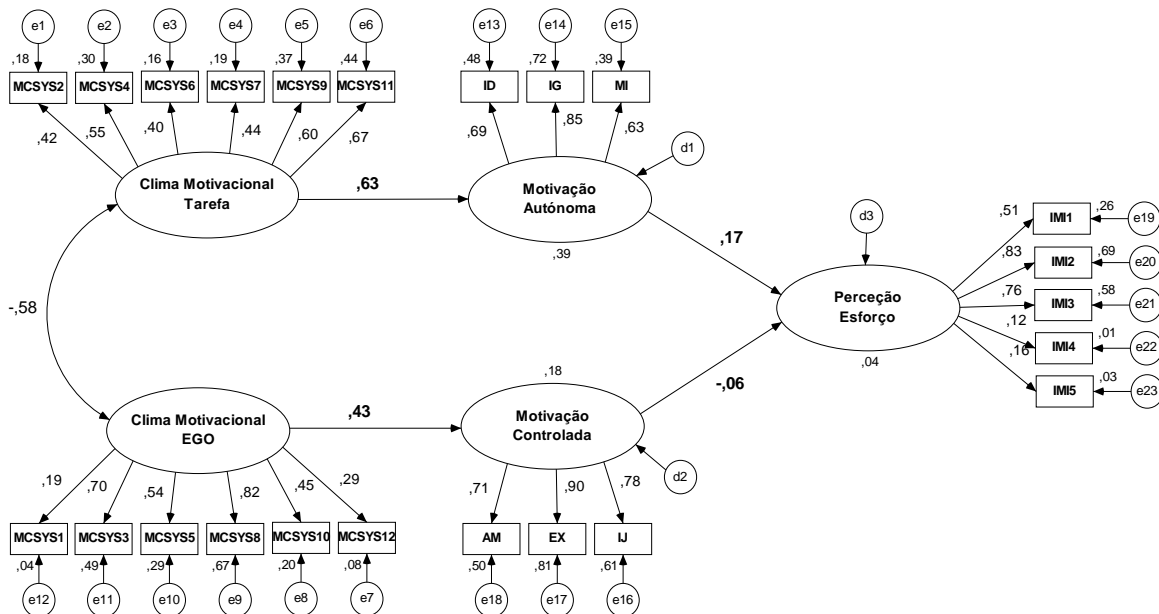 e1 e2 e3 e4 e5 e6 e13 e14 e15
,18 ,30 ,16 ,19 ,37 ,44 ,48 ,72 ,39
MCSYS2 MCSYS4 MCSYS6 MCSYS7 MCSYS9 MCSYS11 ID IG MI
,42 ,55 ,40 ,44 ,60 ,67 ,69 ,85 ,63
d1
Clima Motivacional
Tarefa
,63
Motivação
Autónoma
,39
,17
d3
Perceção
Esforço
,04
,51 IMI1 ,26 e19
,83 IMI2 ,69 e20
,76 IMI3 ,58 e21
,12 IMI4 ,01 e22
,16 IMI5 ,03 e23
-,58
-,06
Clima Motivacional
EGO
,43
,18
Motivação
Controlada
d2
,19 ,70 ,54 ,82 ,45 ,29 ,71 ,90 ,78
MCSYS1 MCSYS3 MCSYS5 MCSYS8 MCSYS10 MCSYS12 AM EX IJ
,04 ,49 ,29 ,67 ,20 ,08 ,50 ,81 ,61
e12 e11 e10 e9 e8 e7 e18 e17 e16